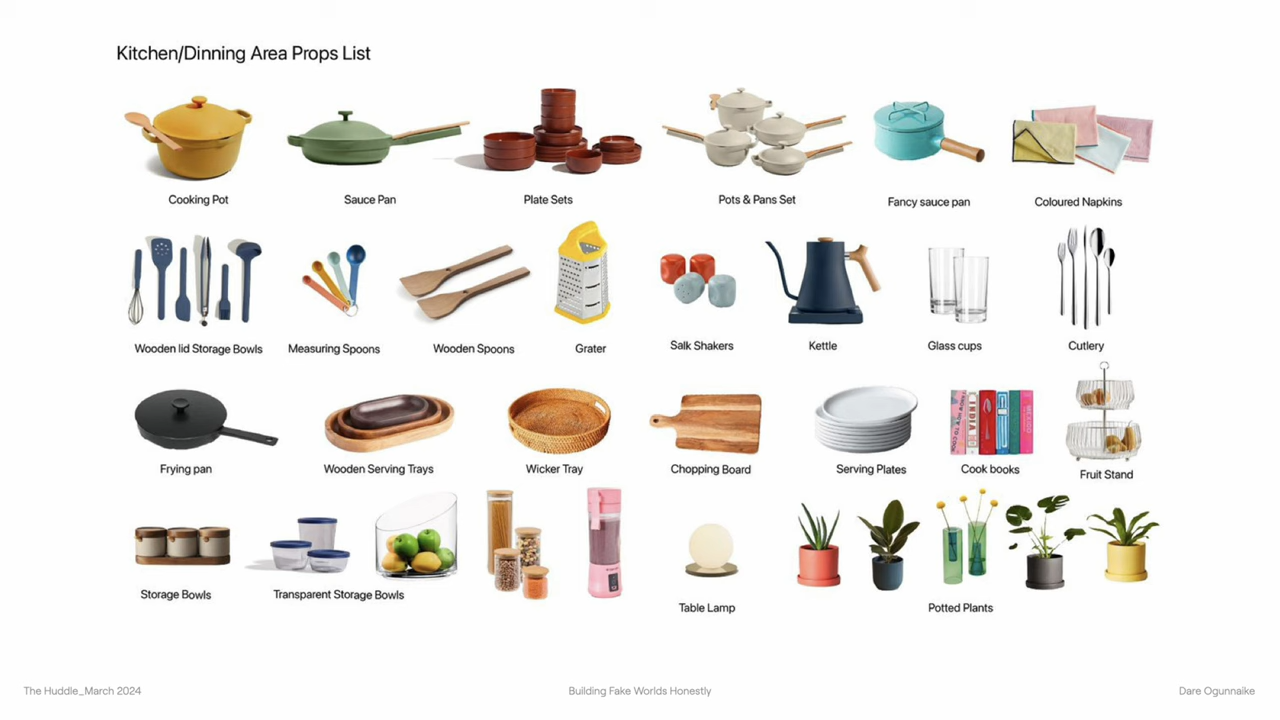 Kitchen/Dinning Area Props List
Cooking Pot
Sauce Pan
Plate Sets
Pots & Pans Set
Fancy sauce pan
Coloured Napkins
Wooden lid Storage Bowls
Measuring Spoons
Wooden Spoons
Grater
Salk Shakers
Kettle
Glass cups
Cutlery
Frying pan
Wooden Serving Trays
Wicker Tray
Chopping Board
Serving Plates
INDIA
MEXICO
Cook books
Fruit Stand
Storage Bowls
Transparent Storage Bowls
Table Lamp
Potted Plants
The Huddle_March 2024
Building Fake Worlds Honestly
Dare Ogunnaike